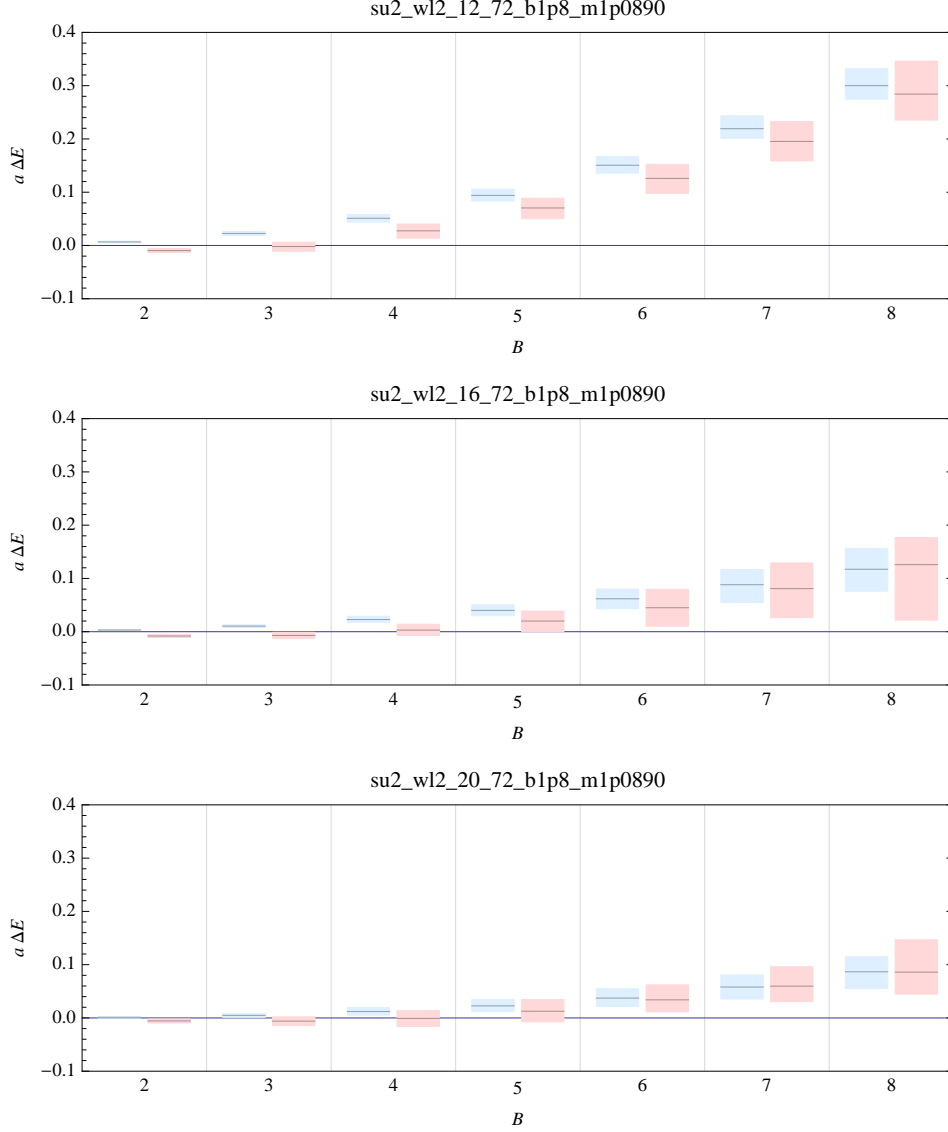 su2_wl2_12_72_b1p8_m1p0890
0.4
0.3
0.2
0.1
0.0
−0.1
a ΔE
2 3 4 5 6 7 8
B
su2_wl2_16_72_b1p8_m1p0890
0.4
0.3
0.2
0.1
0.0
−0.1
a ΔE
2 3 4 5 6 7 8
B
su2_wl2_20_72_b1p8_m1p0890
0.4
0.3
0.2
0.1
0.0
−0.1
a ΔE
2 3 4 5 6 7 8
B